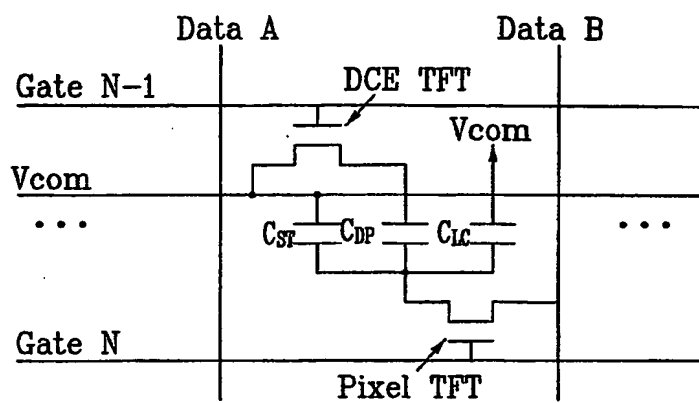 Data A Data B
Gate N-1
DCE TFT
Vcom
Vcom
... ...
CST CDP CLC
Gate N
Pixel TFT